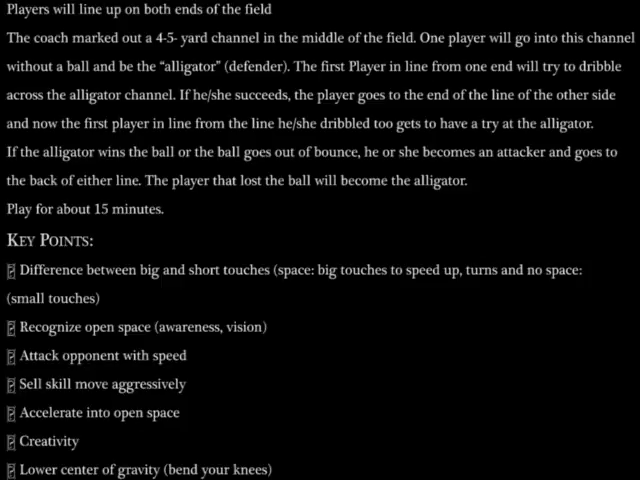 Players will line up on both ends of the field
The coach marked out a 4-5- yard channel in the middle of the field. One player will go into this channel
without a ball and be the “alligator” (defender). The first Player in line from one end will try to dribble
across the alligator channel. If he/she succeeds, the player goes to the end of the line of the other side
and now the first player in line from the line he/she dribbled too gets to have a try at the alligator.
If the alligator wins the ball or the ball goes out of bounce, he or she becomes an attacker and goes to
the back of either line. The player that lost the ball will become the alligator.
Play for about 15 minutes.
KEY POINTS:
Difference between big and short touches (space: big touches to speed up, turns and no space:
(small touches)
Recognize open space (awareness, vision)
Attack opponent with speed
Sell skill move aggressively
Accelerate into open space
Creativity
Lower center of gravity (bend your knees)